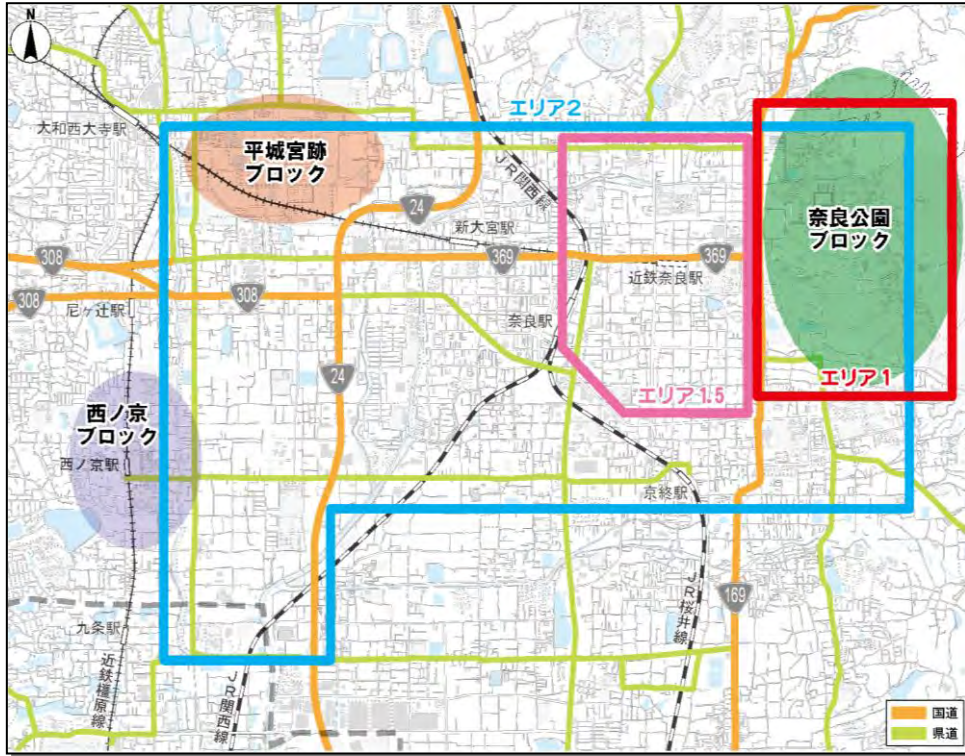 N
エリア2
大和西大寺駅
平城宮跡
ブロック
JR関西線
奈良公園
ブロック
24
新大宮駅
308
369
369
近鉄奈良駅
308
308
尼ヶ辻駅
奈良駅
24
エリア1
エリア1.5
西ノ京
ブロック
西ノ京駅
京終駅
169
JR桜井線
九条駅
近鉄橿原線
JR関西線
国道
県道